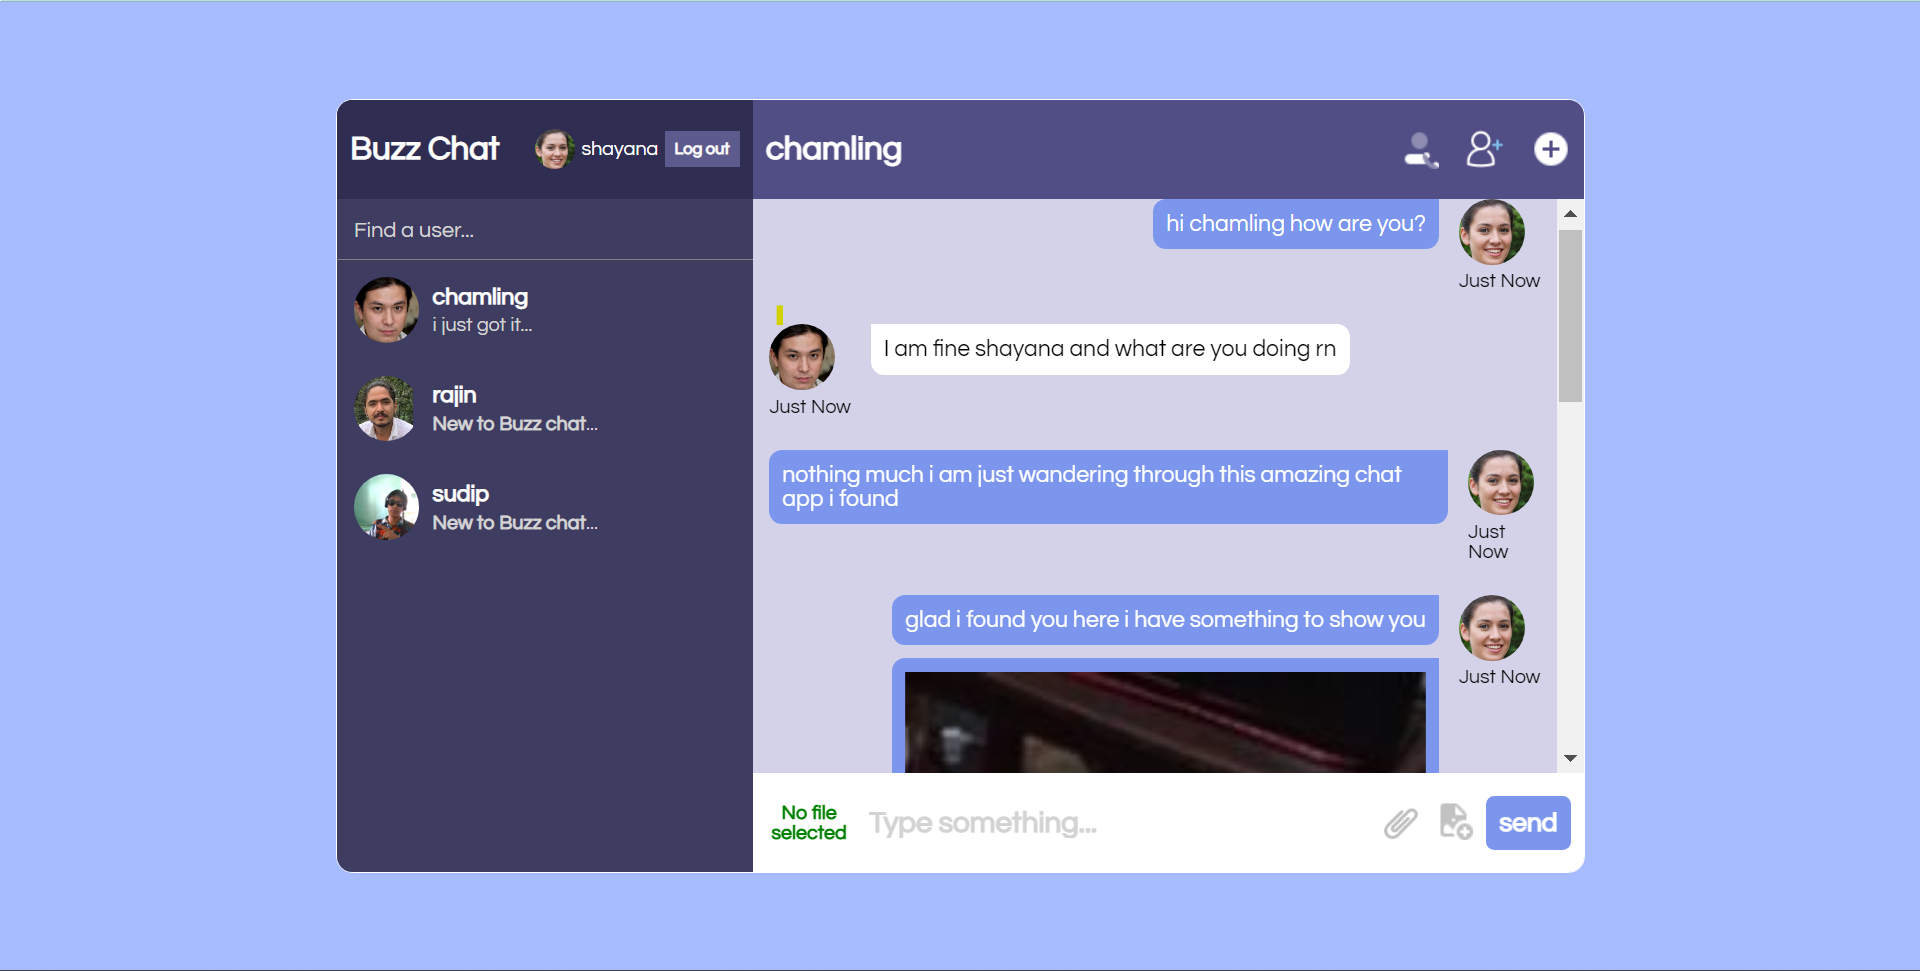 Buzz Chat
shayana
Log out
chamling
Find a user...
chamling
i just got it...
rajin
New to Buzz chat...
sudip
New to Buzz chat...
hi chamling how are you?
Just Now
I am fine shayana and what are you doing rn
Just Now
nothing much i am just wandering through this amazing chat
app i found
Just
Now
glad i found you here i have something to show you
Just Now
No file
selected
Type something...
send